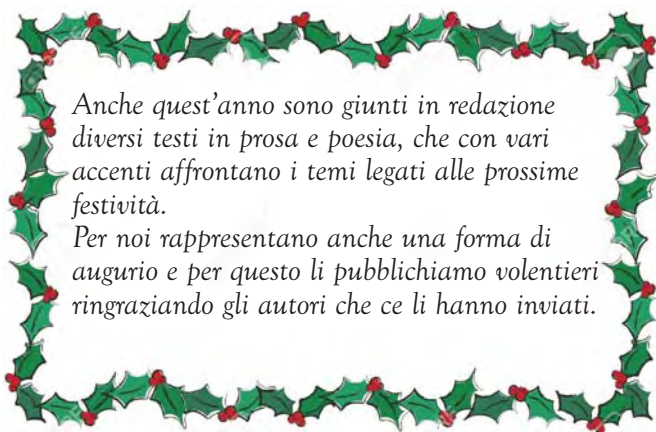 Anche quest’anno sono giunti in redazione
diversi testi in prosa e poesia, che con vari
accenti affrontano i temi legati alle prossime
festività.
Per noi rappresentano anche una forma di
augurio e per questo li pubblichiamo volentieri
ringraziando gli autori che ce li hanno inviati.